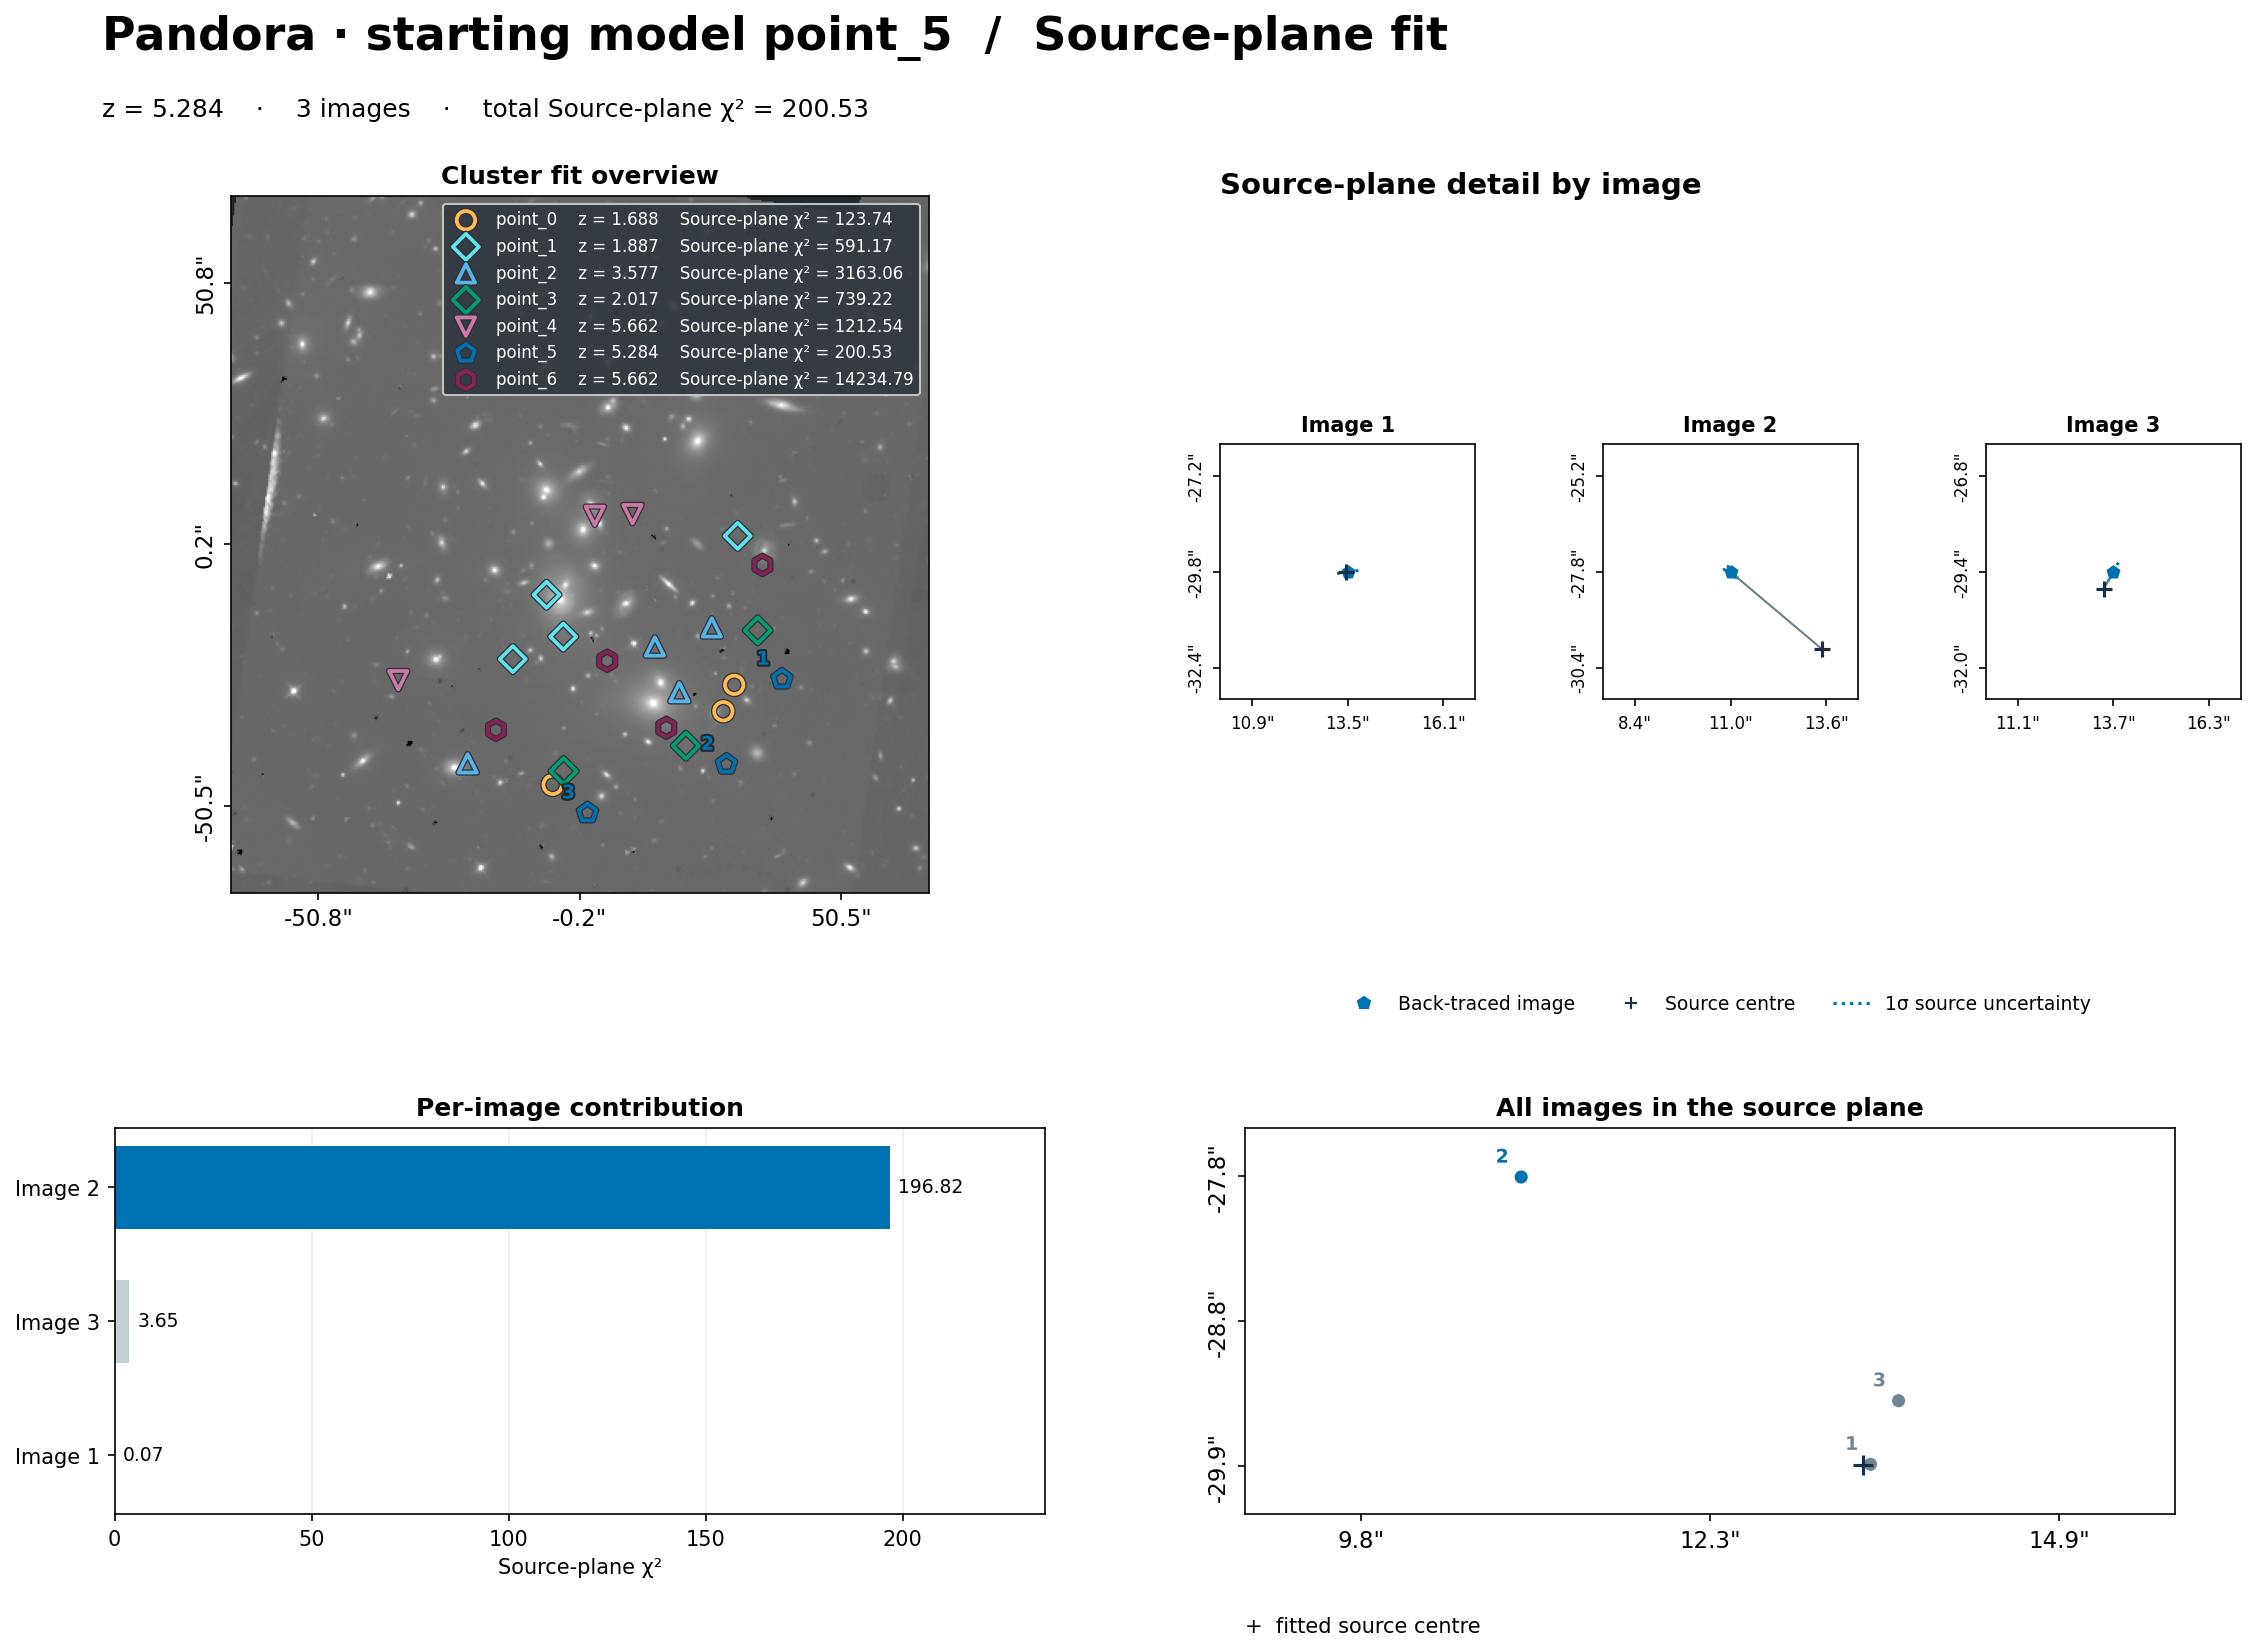 Pandora · starting model point_5  /  Source-plane fit
z = 5.284    ·    3 images    ·    total Source-plane χ² = 200.53
Cluster fit overview
point_0    z = 1.688    Source-plane χ² = 123.74
point_1    z = 1.887    Source-plane χ² = 591.17
point_2    z = 3.577    Source-plane χ² = 3163.06
point_3    z = 2.017    Source-plane χ² = 739.22
point_4    z = 5.662    Source-plane χ² = 1212.54
point_5    z = 5.284    Source-plane χ² = 200.53
point_6    z = 5.662    Source-plane χ² = 14234.79
50.8"
0.2"
-50.5"
1
2
3
-50.8"    -0.2"    50.5"
Source-plane detail by image
Image 1
-27.2"
-29.8"
-32.4"
10.9"    13.5"    16.1"
Image 2
-25.2"
-27.8"
-30.4"
8.4"    11.0"    13.6"
Image 3
-26.8"
-29.4"
-32.0"
11.1"    13.7"    16.3"
Back-traced image    Source centre    1σ source uncertainty
Per-image contribution
Image 2    196.82
Image 3    3.65
Image 1    0.07
0    50    100    150    200
Source-plane χ²
All images in the source plane
-27.8"
-28.8"
-29.9"
2
3
1
9.8"    12.3"    14.9"
+  fitted source centre